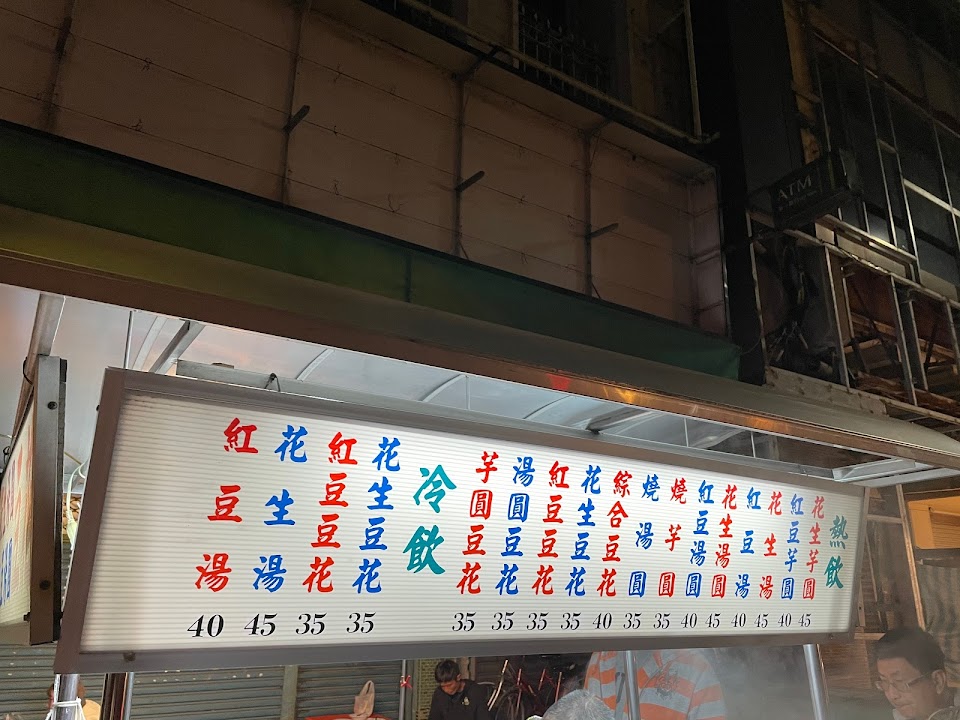 熱飲
花生芋圓 45
紅豆芋圓 40
花生湯 45
紅豆湯 40
花生湯圓 45
紅豆湯圓 40
燒芋圓 35
燒湯圓 35
綜合豆花 40
花生豆花 35
紅豆豆花 35
湯圓豆花 35
芋圓豆花 35
冷飲
花生豆花 35
紅豆豆花 35
花生湯 45
紅豆湯 40
ATM